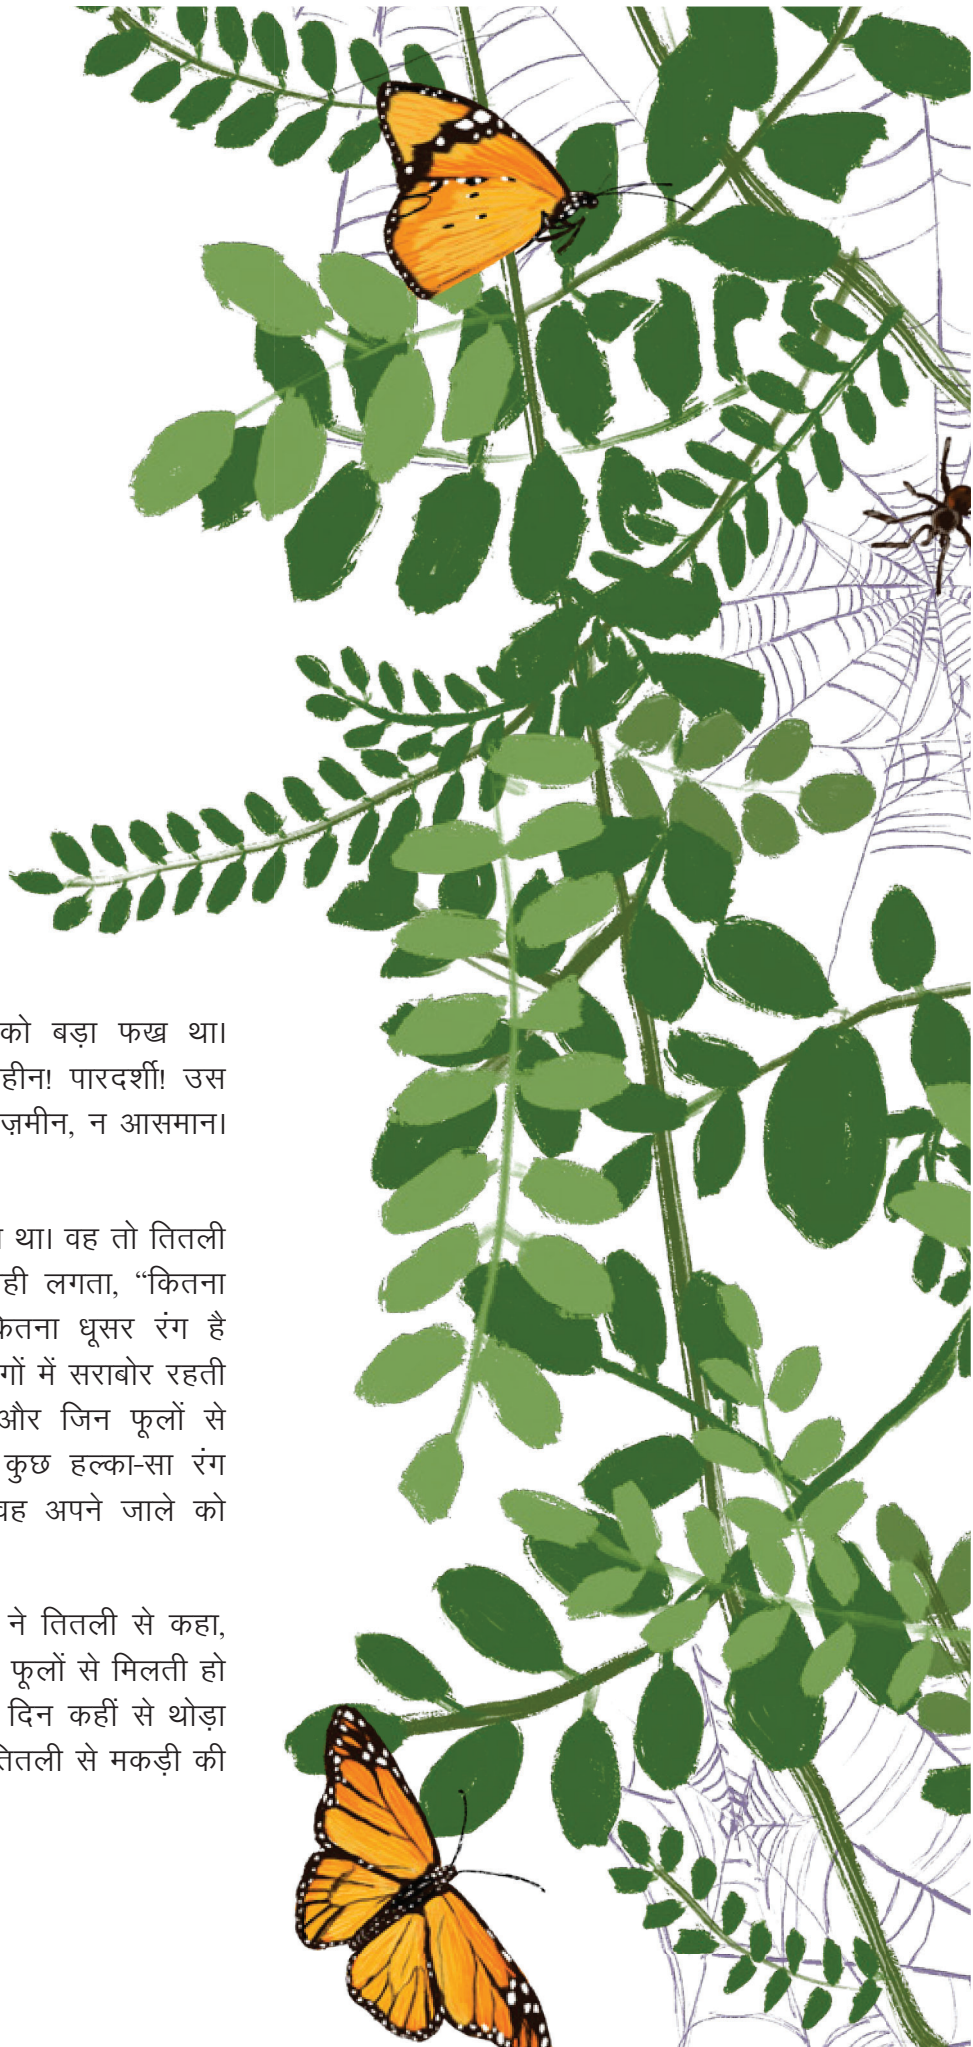 को बड़ा फख्र था।
हीन! पारदर्शी! उस
ज़मीन, न आसमान।
था। वह तो तितली
ही लगता, “कितना
कितना धूसर रंग है
गों में सराबोर रहती
और जिन फूलों से
कुछ हल्का-सा रंग
वह अपने जाले को
ने तितली से कहा,
फूलों से मिलती हो
दिन कहीं से थोड़ा
तितली से मकड़ी की